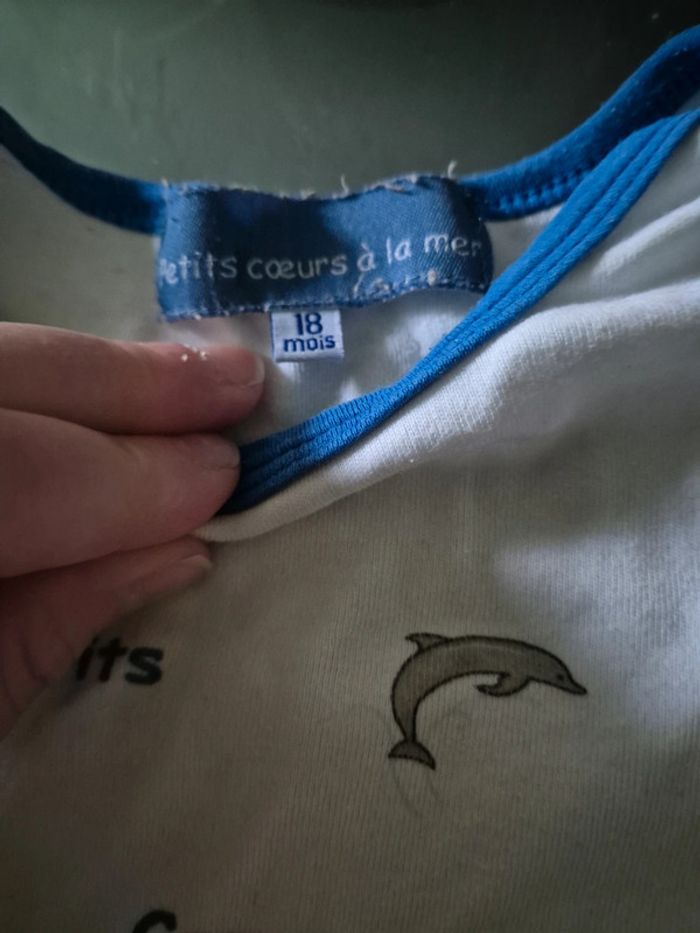 Petits cœurs à la mer
18
mois
its